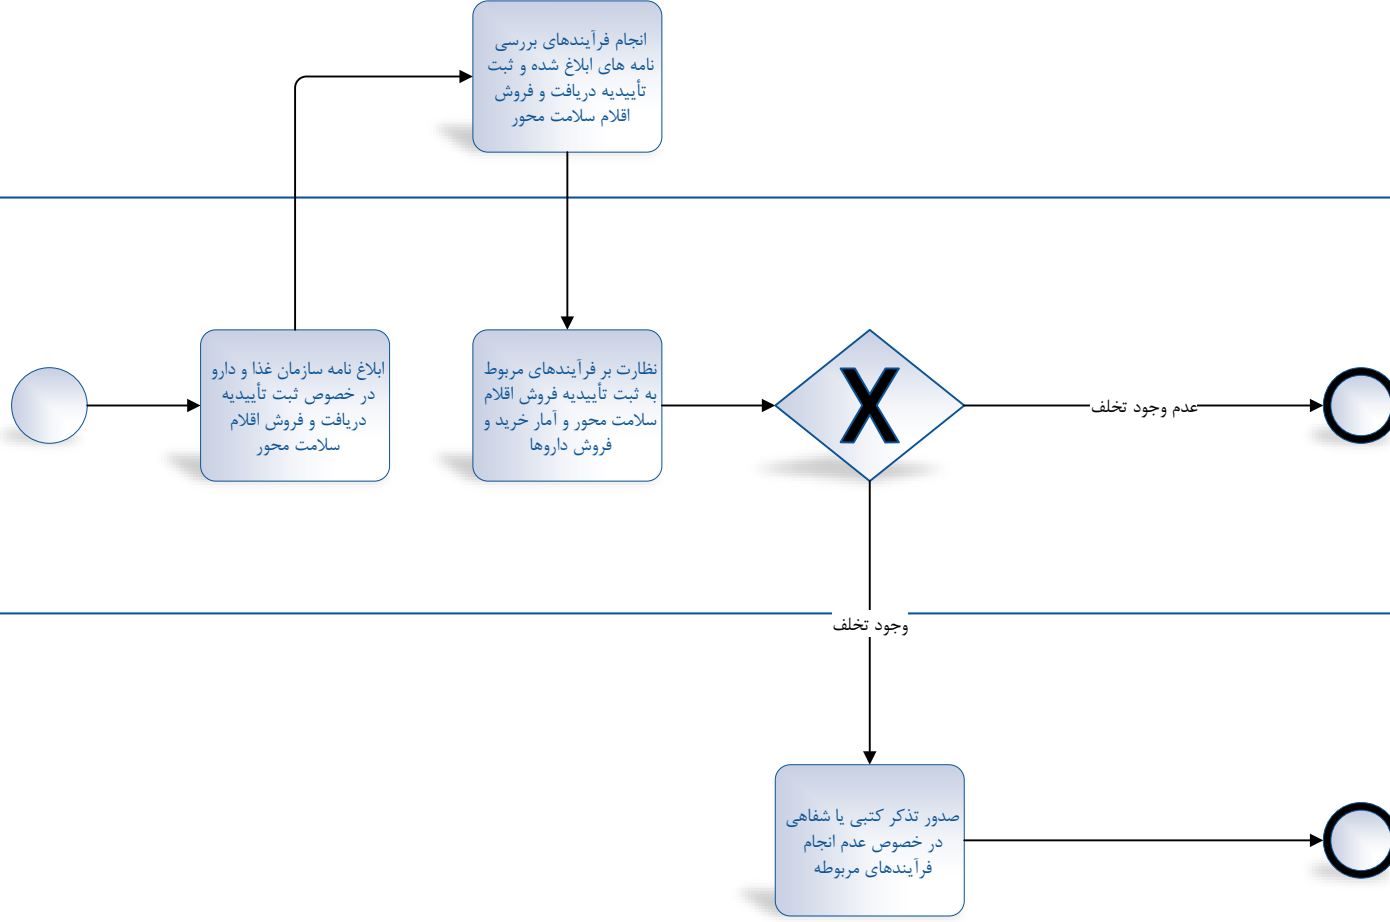 انجام فرآیندهای بررسی
نامه های ابلاغ شده و ثبت
تأییدیه دریافت و فروش
اقلام سلامت محور
ابلاغ نامه سازمان غذا و دارو
در خصوص ثبت تأییدیه
دریافت و فروش اقلام
سلامت محور
نظارت بر فرآیندهای مربوط
به ثبت تأییدیه فروش اقلام
سلامت محور و آمار خرید و
فروش داروها
X
عدم وجود تخلف
وجود تخلف
صدور تذکر کتبی یا شفاهی
در خصوص عدم انجام
فرآیندهای مربوطه